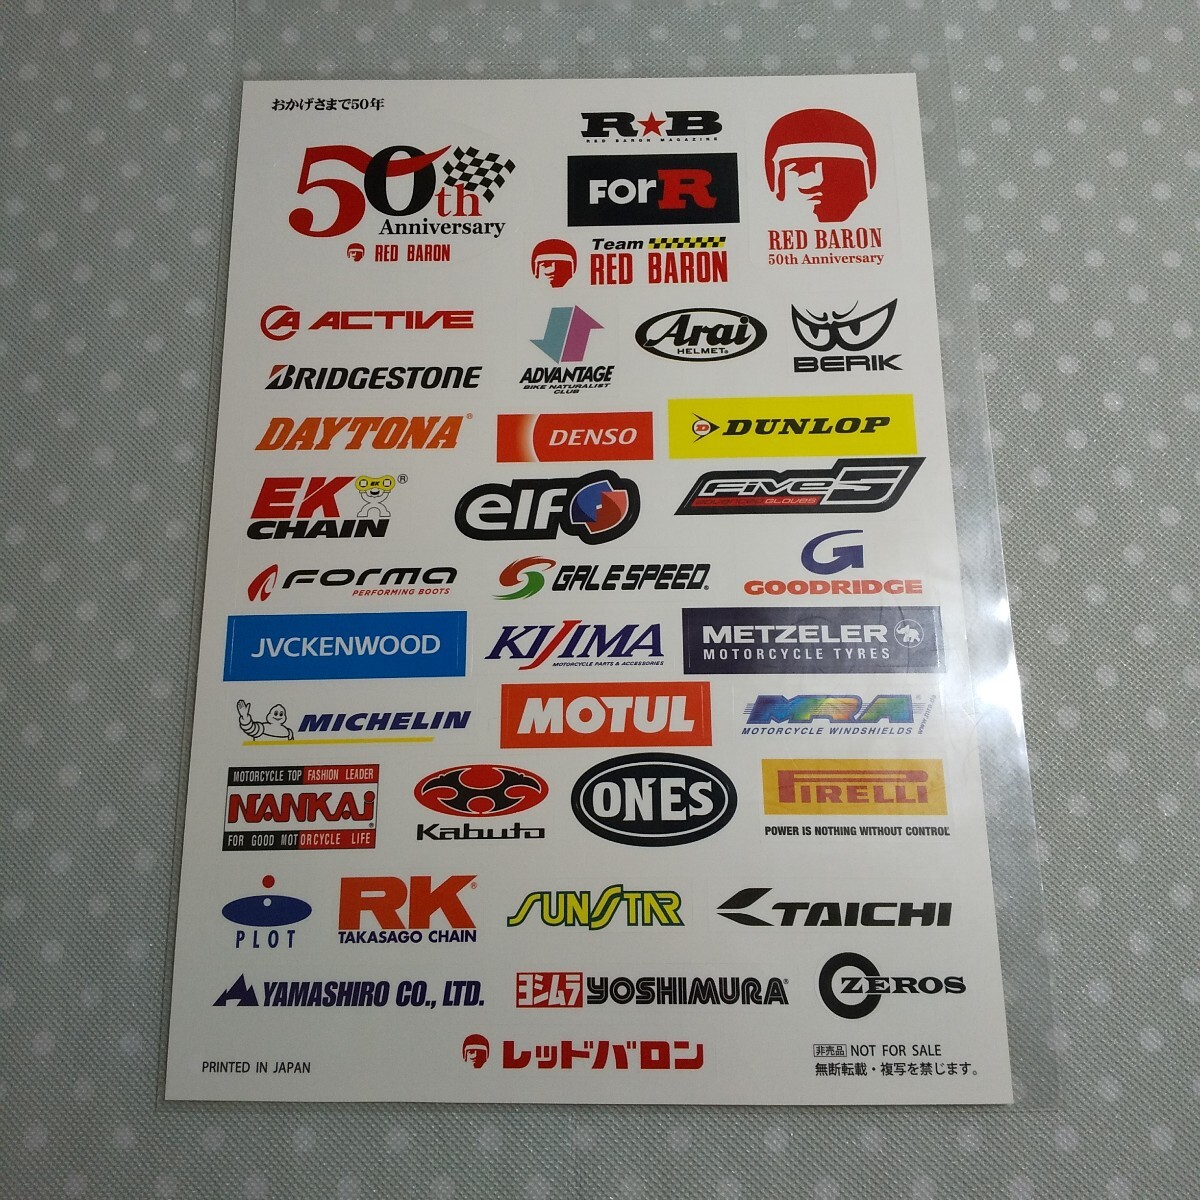 おかげさまで50年
50th
Anniversary
RED BARON
R★B
RED BARON MAGAZINE
FOR R
Team
RED BARON
RED BARON
50th Anniversary
ACTIVE
BRIDGESTONE
ADVANTAGE
BIKE NATURALIST
CLUB
Arai
HELMET®
BERIK
DAYTONA®
DENSO
D DUNLOP
EK EK ®
CHAIN
elf
FIVE 5
GLOVES
FORMA
PERFORMING BOOTS
GALESPEED®
G
GOODRIDGE
JVCKENWOOD
KIJIMA
MOTORCYCLE PARTS & ACCESSORIES
METZELER
MOTORCYCLE TYRES
MICHELIN
MOTUL
MRA
MOTORCYCLE WINDSHIELDS
MOTORCYCLE TOP FASHION LEADER
NANKAi®
FOR GOOD MOTORCYCLE LIFE
Kabuto
ONES
PIRELLI
POWER IS NOTHING WITHOUT CONTROL
PLOT
RK®
TAKASAGO CHAIN
SUNSTAR
TAICHI
YAMASHIRO CO., LTD.
ヨシムラ YOSHIMURA®
ZEROS
レッドバロン
PRINTED IN JAPAN
非売品 NOT FOR SALE
無断転載・複写を禁じます。